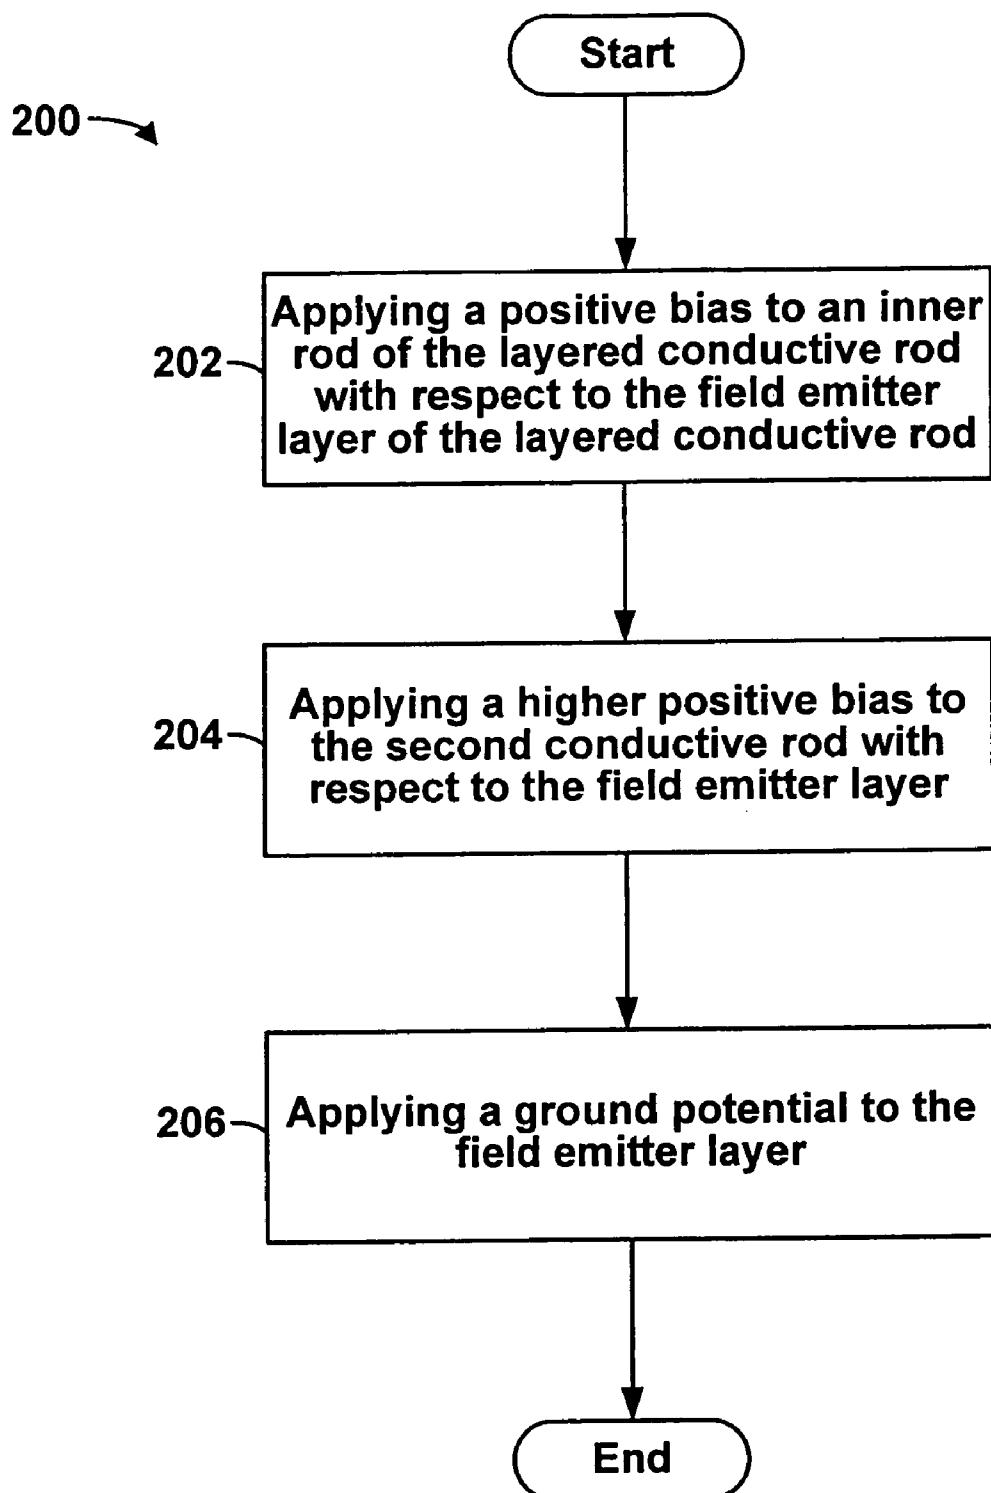 Start
200
202
Applying a positive bias to an inner
rod of the layered conductive rod
with respect to the field emitter
layer of the layered conductive rod
204
Applying a higher positive bias to
the second conductive rod with
respect to the field emitter layer
206
Applying a ground potential to the
field emitter layer
End